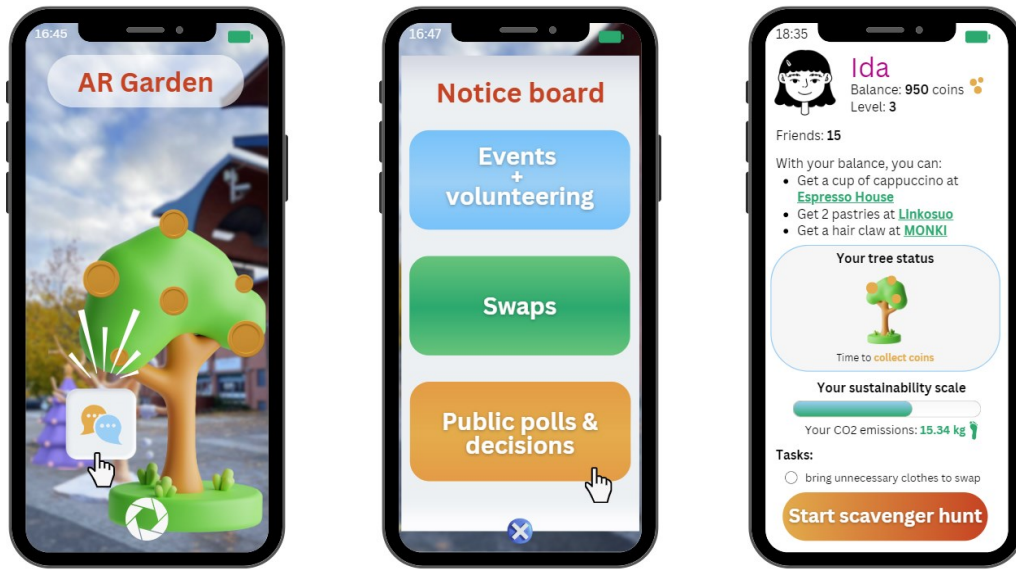 16:45
AR Garden
16:47
Notice board
Events
+
volunteering
Swaps
Public polls &
decisions
18:35
Ida
Balance: 950 coins
Level: 3
Friends: 15
With your balance, you can:
• Get a cup of cappuccino at
Espresso House
• Get 2 pastries at Linkosuo
• Get a hair claw at MONKI
Your tree status
Time to collect coins
Your sustainability scale
Your CO2 emissions: 15.34 kg
Tasks:
bring unnecessary clothes to swap
Start scavenger hunt